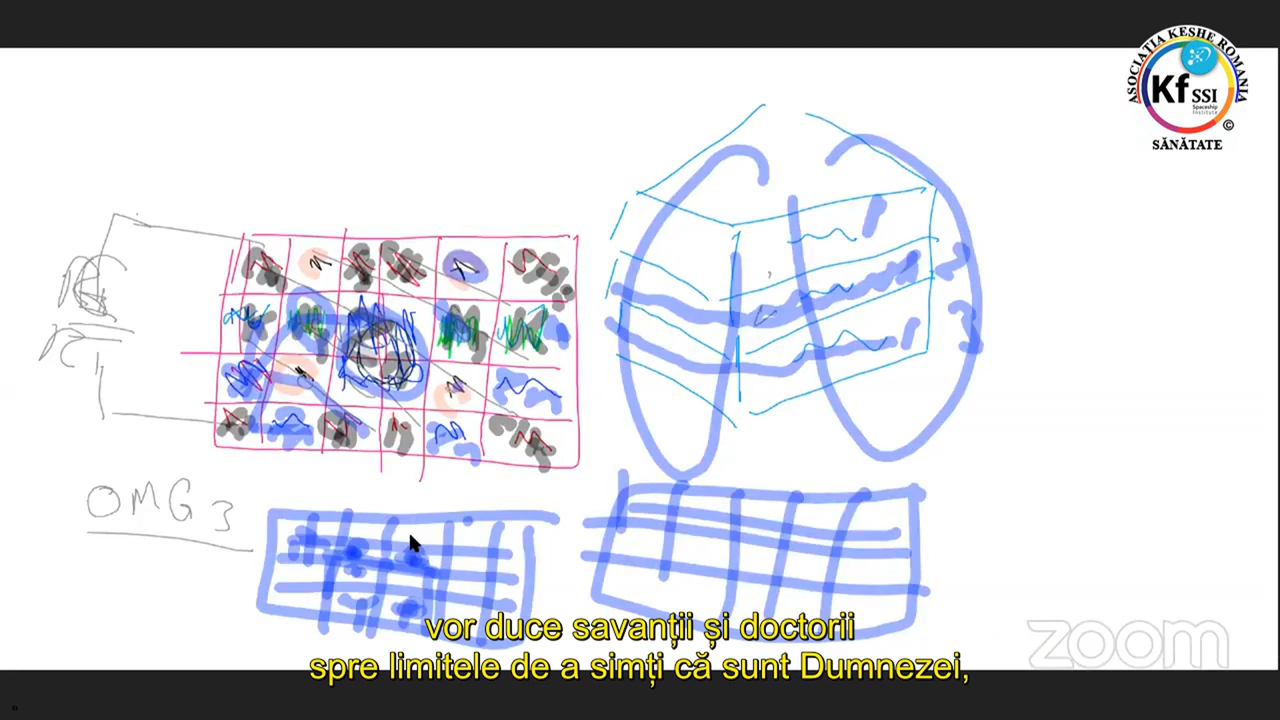 ASOCIAȚIA KESHE ROMANIA
Kf SSI
Spaceship
Institute
©
SĂNĂTATE
OMG 3
vor duce savanții și doctorii
spre limitele de a simți că sunt Dumnezei,
zoom